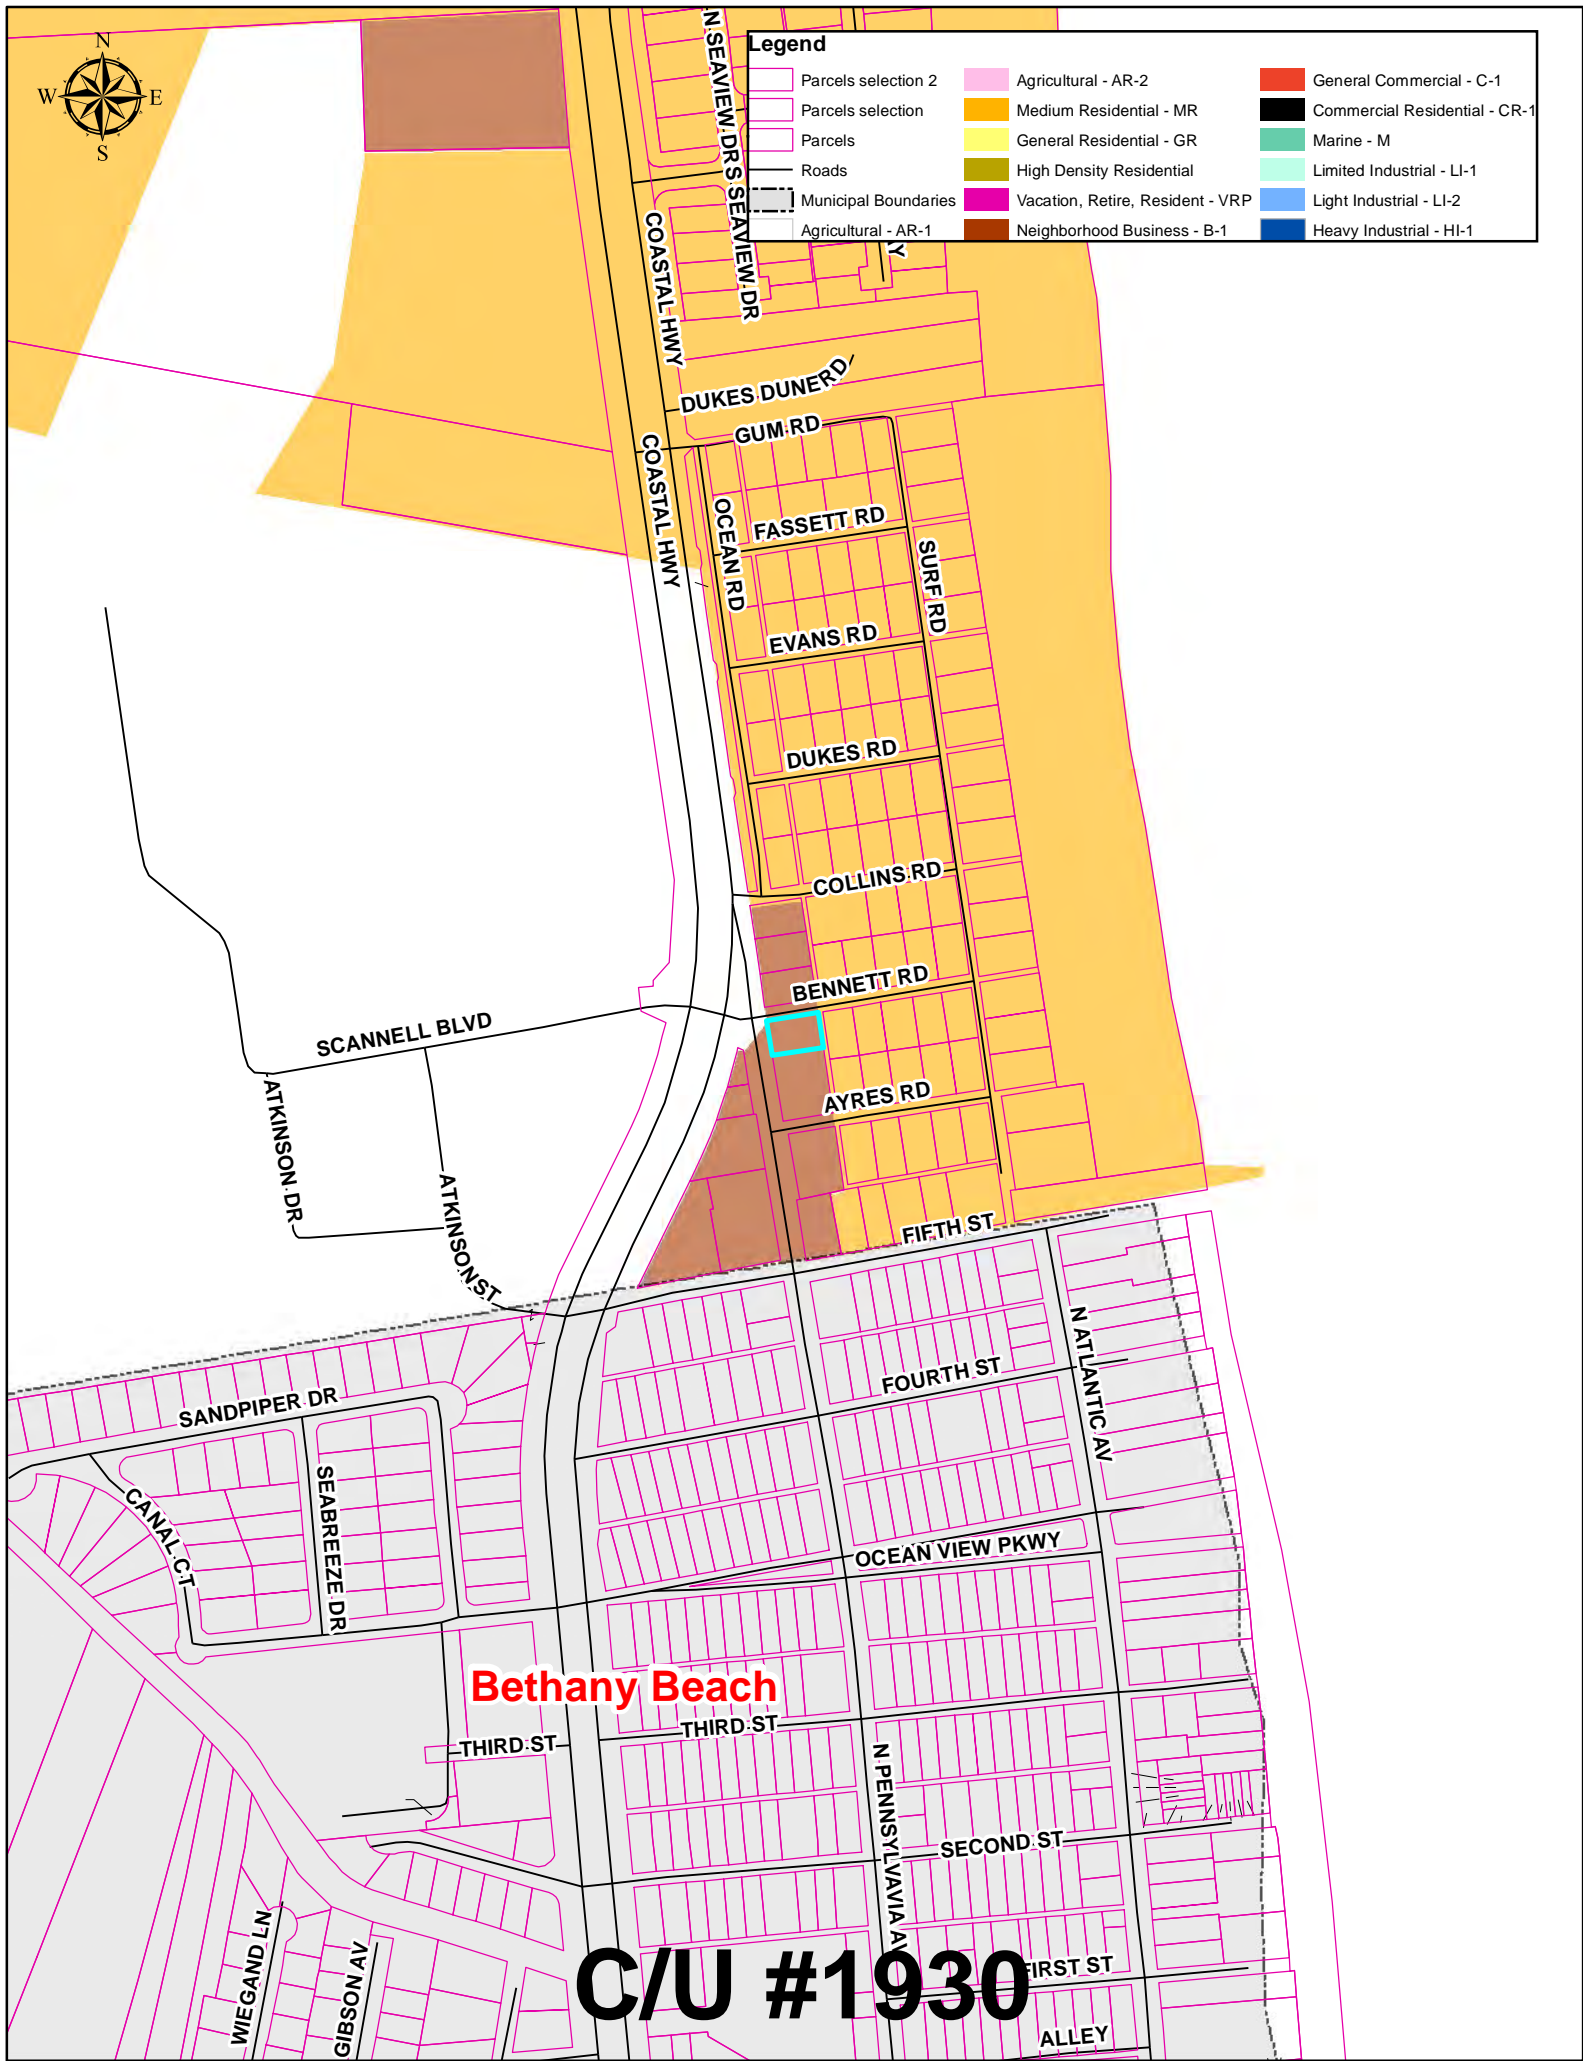 N
W
E
S
Legend
Parcels selection 2
Parcels selection
Parcels
Roads
Municipal Boundaries
Agricultural - AR-1
Agricultural - AR-2
Medium Residential - MR
General Residential - GR
High Density Residential
Vacation, Retire, Resident - VRP
Neighborhood Business - B-1
General Commercial - C-1
Commercial Residential - CR-1
Marine - M
Limited Industrial - LI-1
Light Industrial - LI-2
Heavy Industrial - HI-1
N SEAVIEW DR
S SEAVIEW DR
COASTAL HWY
DUKES DUNE RD
GUM RD
COASTAL HWY
OCEAN RD
FASSETT RD
SURF RD
EVANS RD
DUKES RD
COLLINS RD
BENNETT RD
SCANNELL BLVD
ATKINSON DR
AYRES RD
ATKINSON ST
FIFTH ST
N ATLANTIC AV
FOURTH ST
SANDPIPER DR
SEABREEZE DR
CANAL CT
OCEAN VIEW PKWY
Bethany Beach
THIRD ST
THIRD ST
N PENNSYLVAVIA AV
SECOND ST
WIEGAND LN
GIBSON AV
C/U #1930
FIRST ST
ALLEY